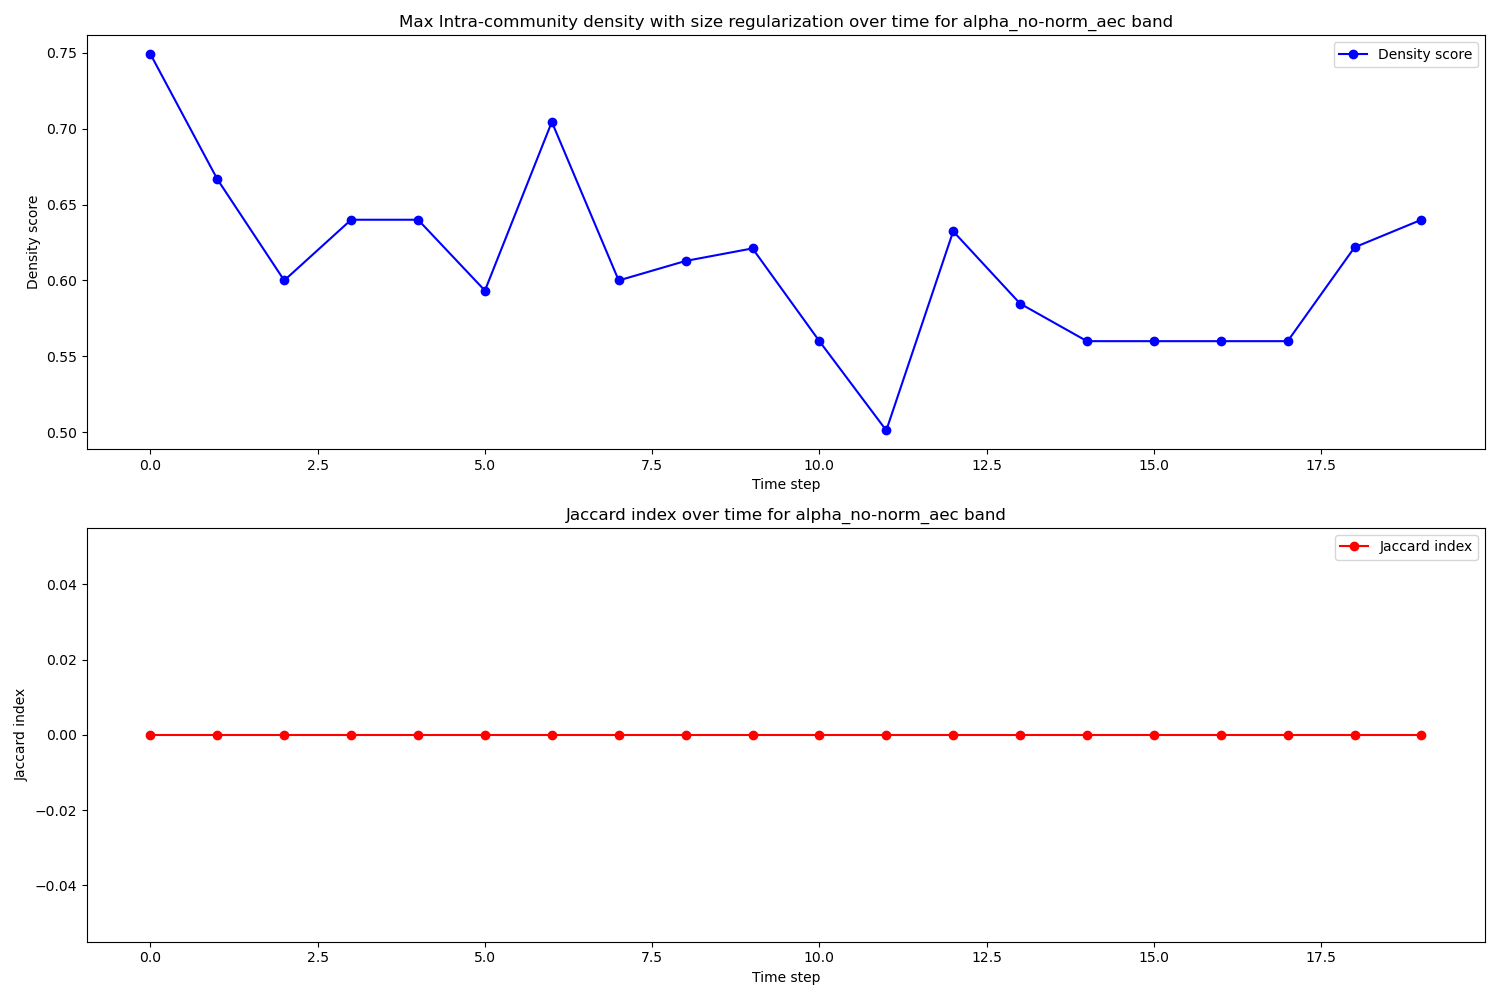 Max Intra-community density with size regularization over time for alpha_no-norm_aec band
Density score
0.75
0.70
0.65
0.60
0.55
0.50
Density score
0.0 2.5 5.0 7.5 10.0 12.5 15.0 17.5
Time step
Jaccard index over time for alpha_no-norm_aec band
Jaccard index
0.04
0.02
0.00
−0.02
−0.04
Jaccard index
0.0 2.5 5.0 7.5 10.0 12.5 15.0 17.5
Time step